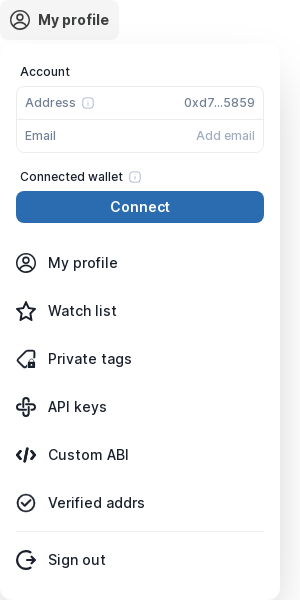 My profile
Account
Address 0xd7...5859
Email Add email
Connected wallet
Connect
My profile
Watch list
Private tags
API keys
Custom ABI
Verified addrs
Sign out